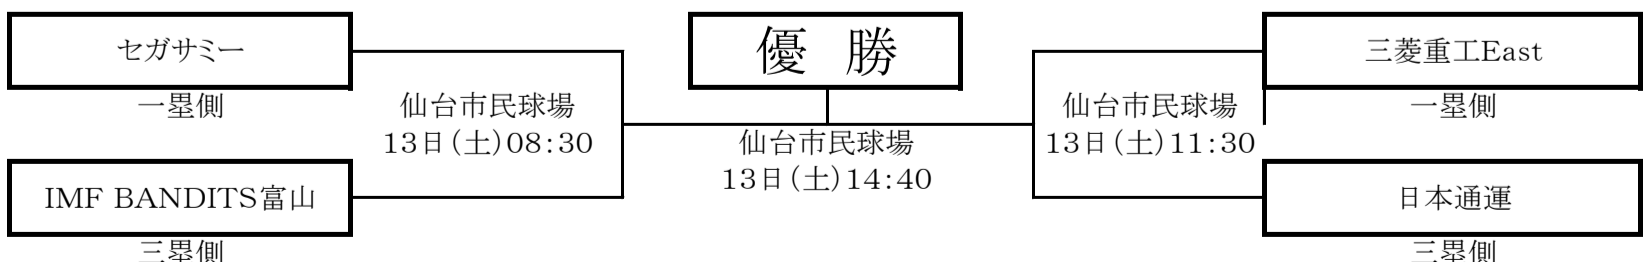 セガサミー
一塁側
仙台市民球場
13日(土)08:30
IMF BANDITS富山
三塁側
優　勝
仙台市民球場
13日(土)14:40
三菱重工East
一塁側
仙台市民球場
13日(土)11:30
日本通運
三塁側